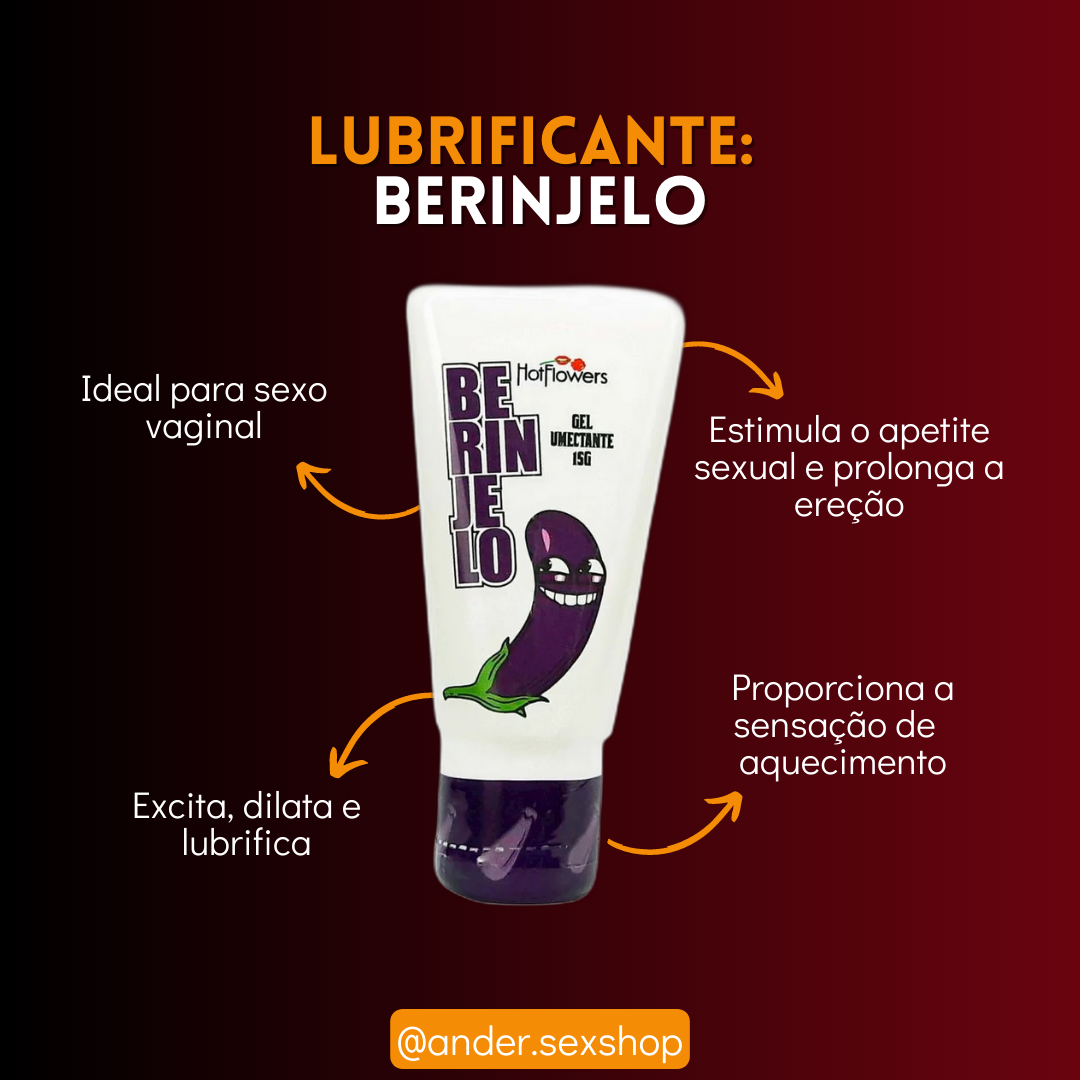 LUBRIFICANTE:
BERINJELO
Ideal para sexo
vaginal
BE
RIN
JE
LO
HotFlowers
GEL
UMECTANTE
15G
Estimula o apetite
sexual e prolonga a
ereção
Excita, dilata e
lubrifica
Proporciona a
sensação de
aquecimento
@ander.sexshop